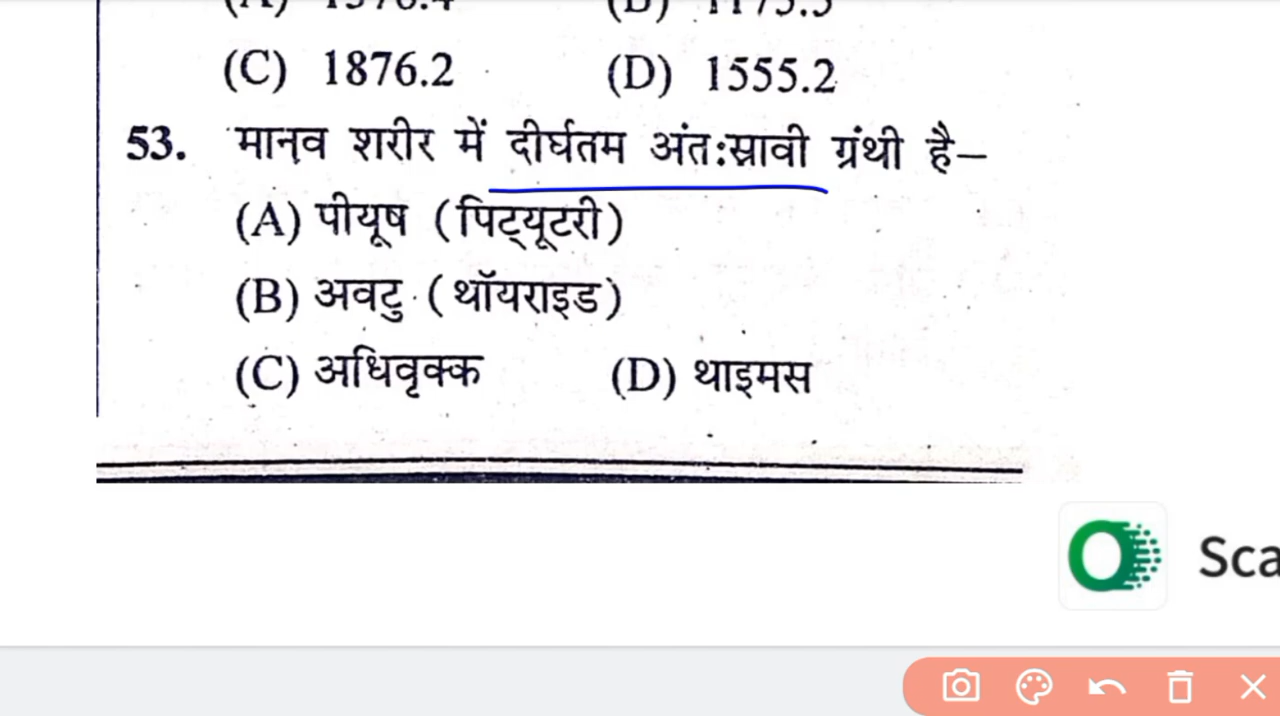 (C) 1876.2 (D) 1555.2
53. मानव शरीर में दीर्घतम अंत:स्रावी ग्रंथी है–
(A) पीयूष (पिट्यूटरी)
(B) अवटु (थॉयराइड)
(C) अधिवृक्क (D) थाइमस
Sca